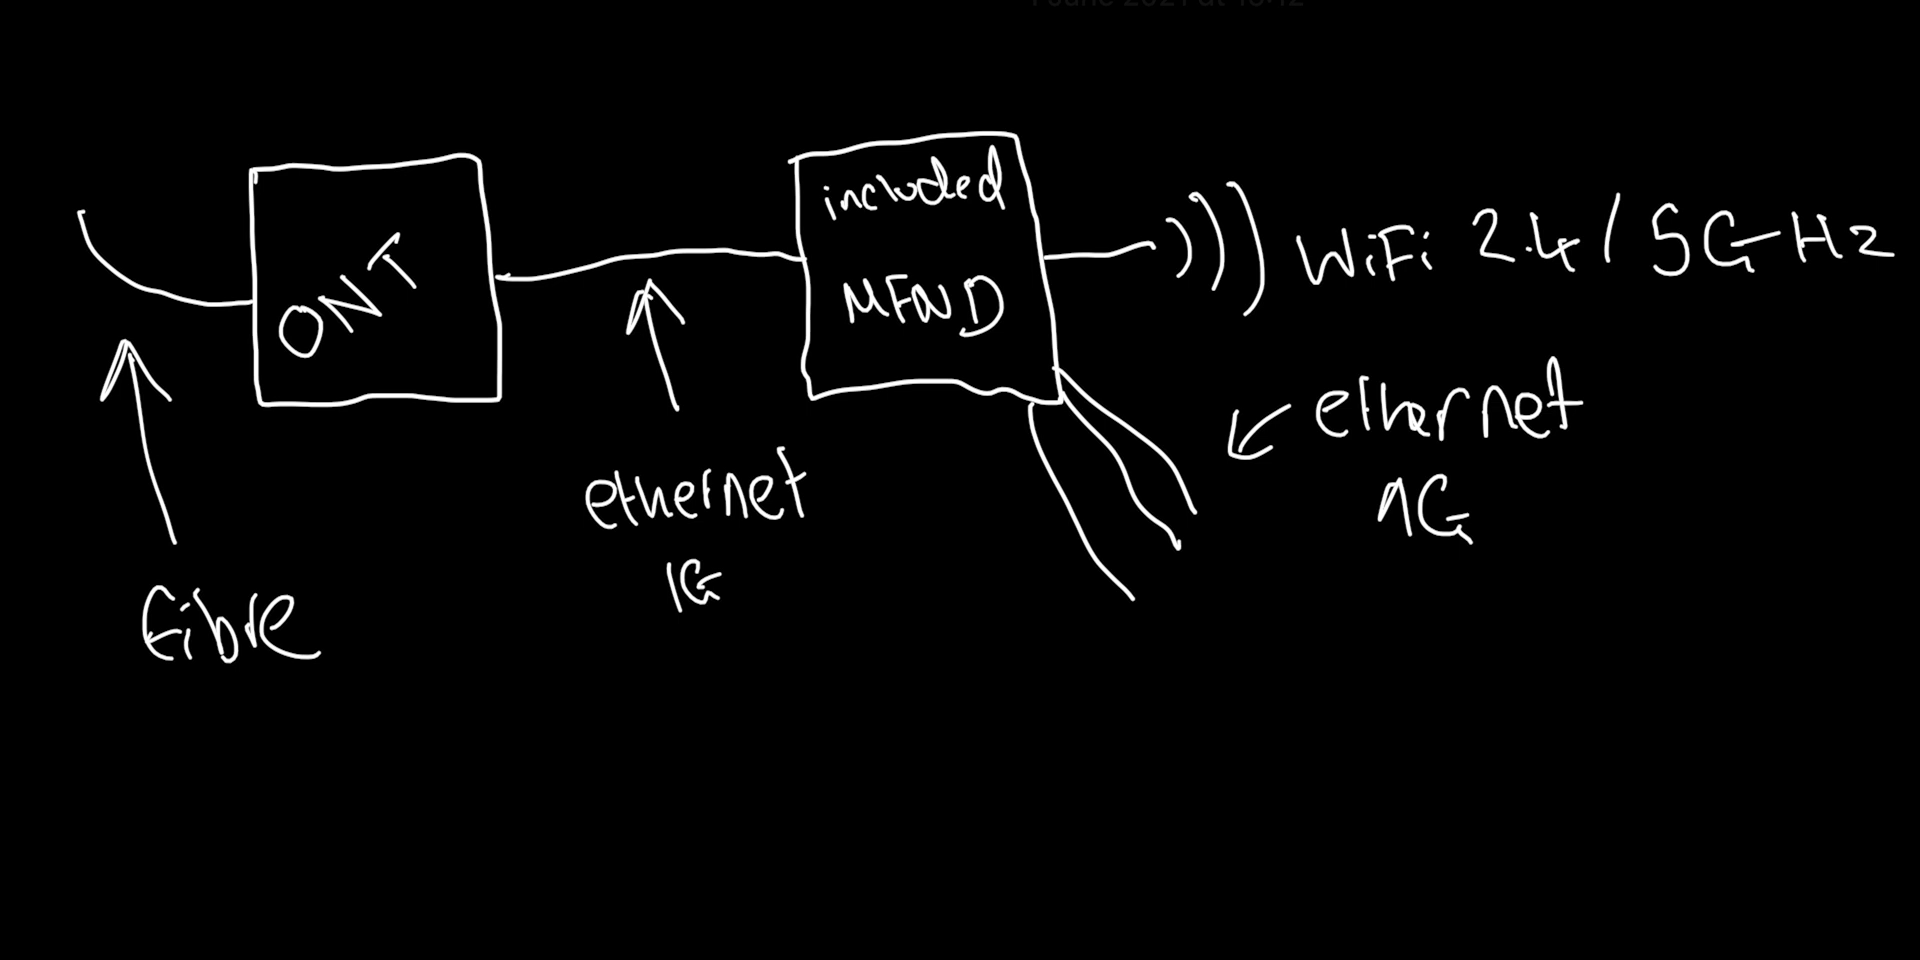 included
ONT
MFND
WiFi 2.4 / 5GHz
ethernet
1G
ethernet
1G
fibre